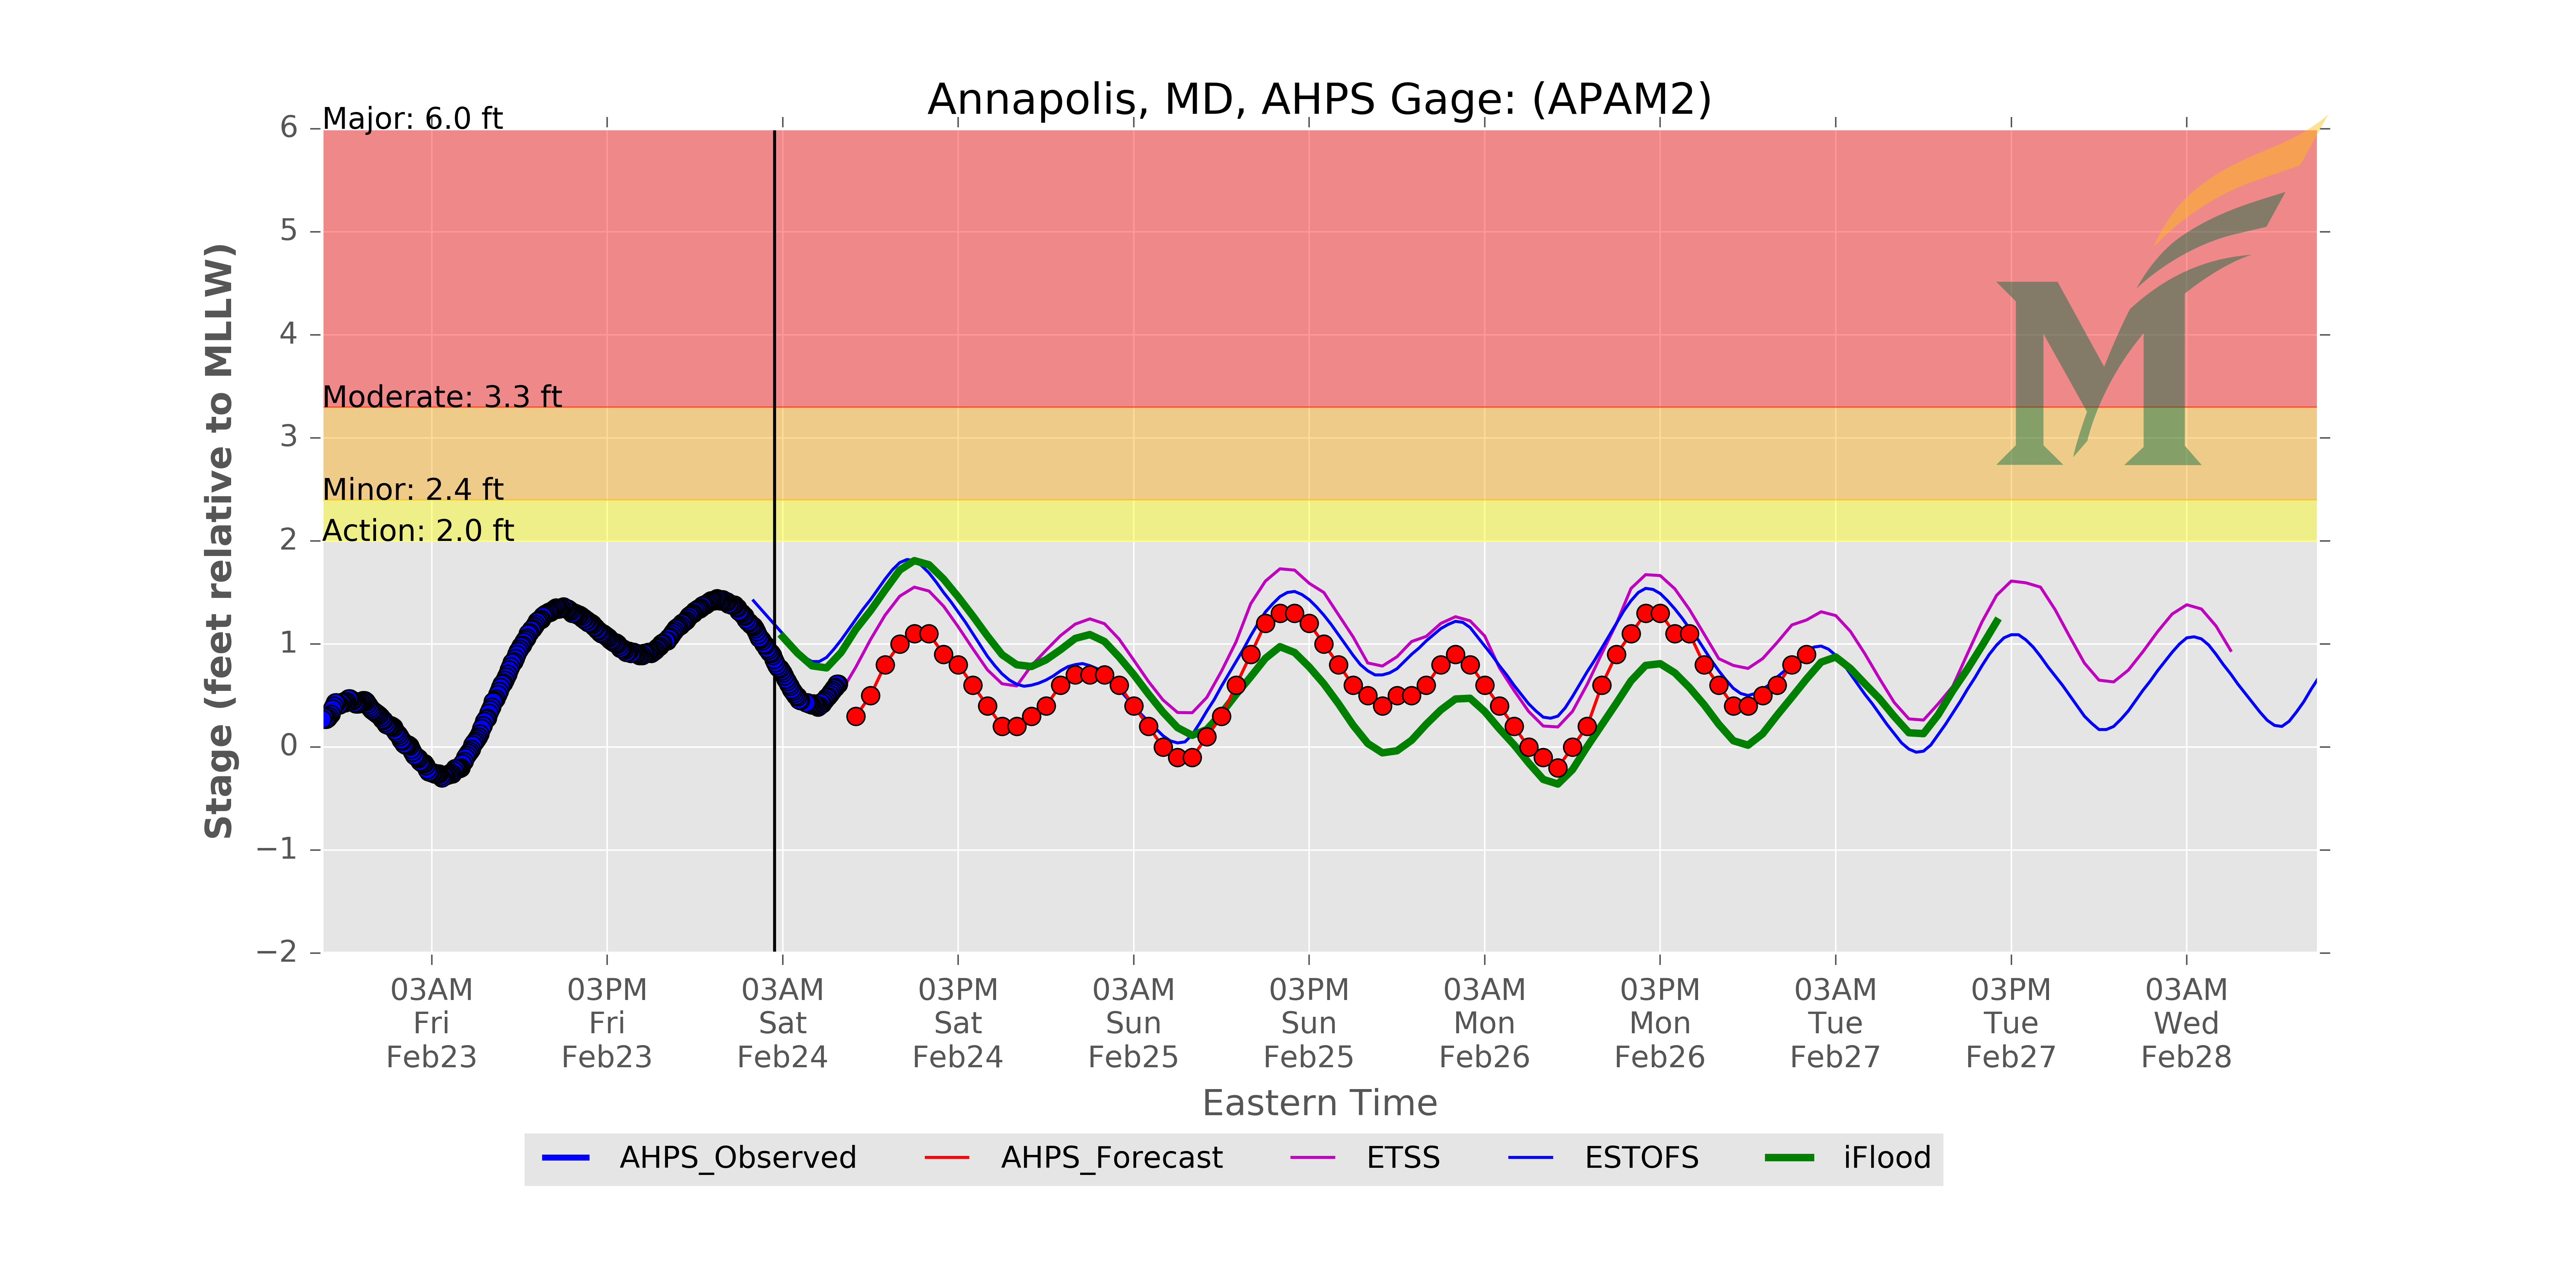 Annapolis, MD, AHPS Gage: (APAM2)
Major: 6.0 ft
Moderate: 3.3 ft
Minor: 2.4 ft
Action: 2.0 ft
Stage (feet relative to MLLW)
6
5
4
3
2
1
0
−1
−2
03AM 03PM 03AM 03PM 03AM 03PM 03AM 03PM 03AM 03PM 03AM
Fri Fri Sat Sat Sun Sun Mon Mon Tue Tue Wed
Feb23 Feb23 Feb24 Feb24 Feb25 Feb25 Feb26 Feb26 Feb27 Feb27 Feb28
Eastern Time
AHPS_Observed AHPS_Forecast ETSS ESTOFS iFlood
M